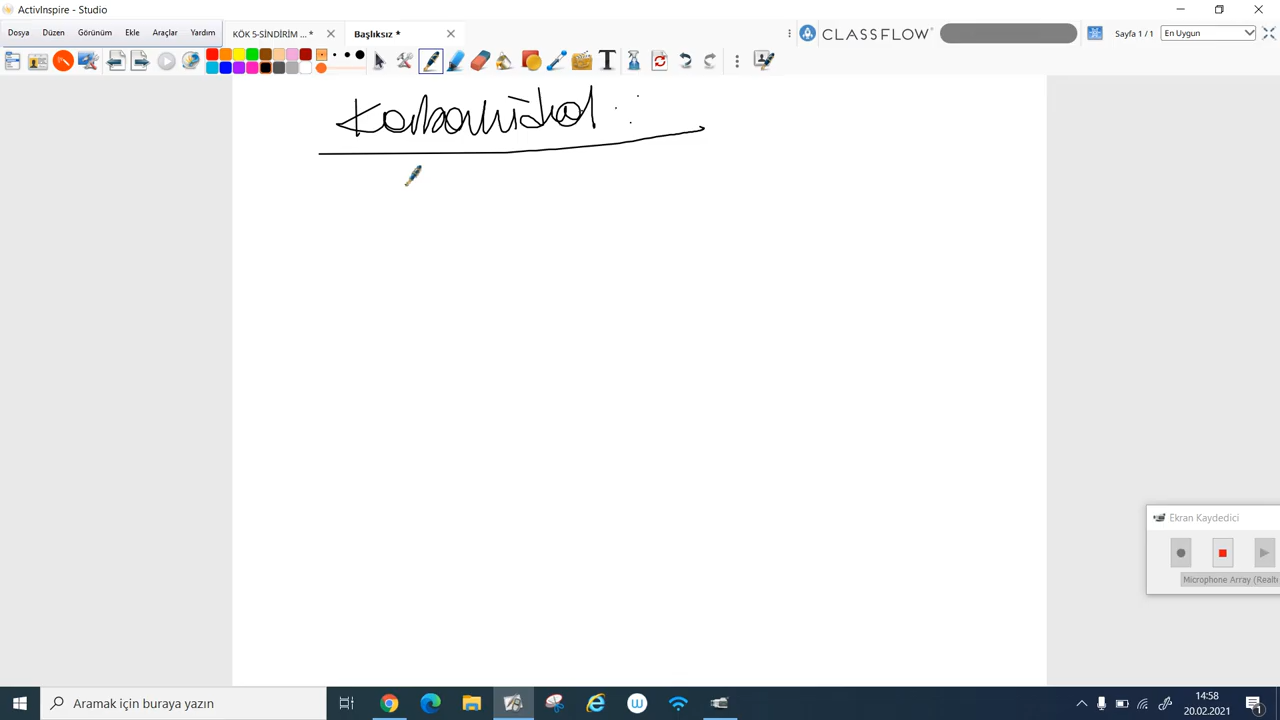 ActivInspire - Studio
Dosya Düzen Görünüm Ekle Araçlar Yardım
KÖK 5-SİNDİRİM ... *
Başlıksız *
CLASSFLOW
Sayfa 1 / 1
En Uygun
Karbonhidrat :
Ekran Kaydedici
Microphone Array (Realte
Aramak için buraya yazın
14:58
20.02.2021